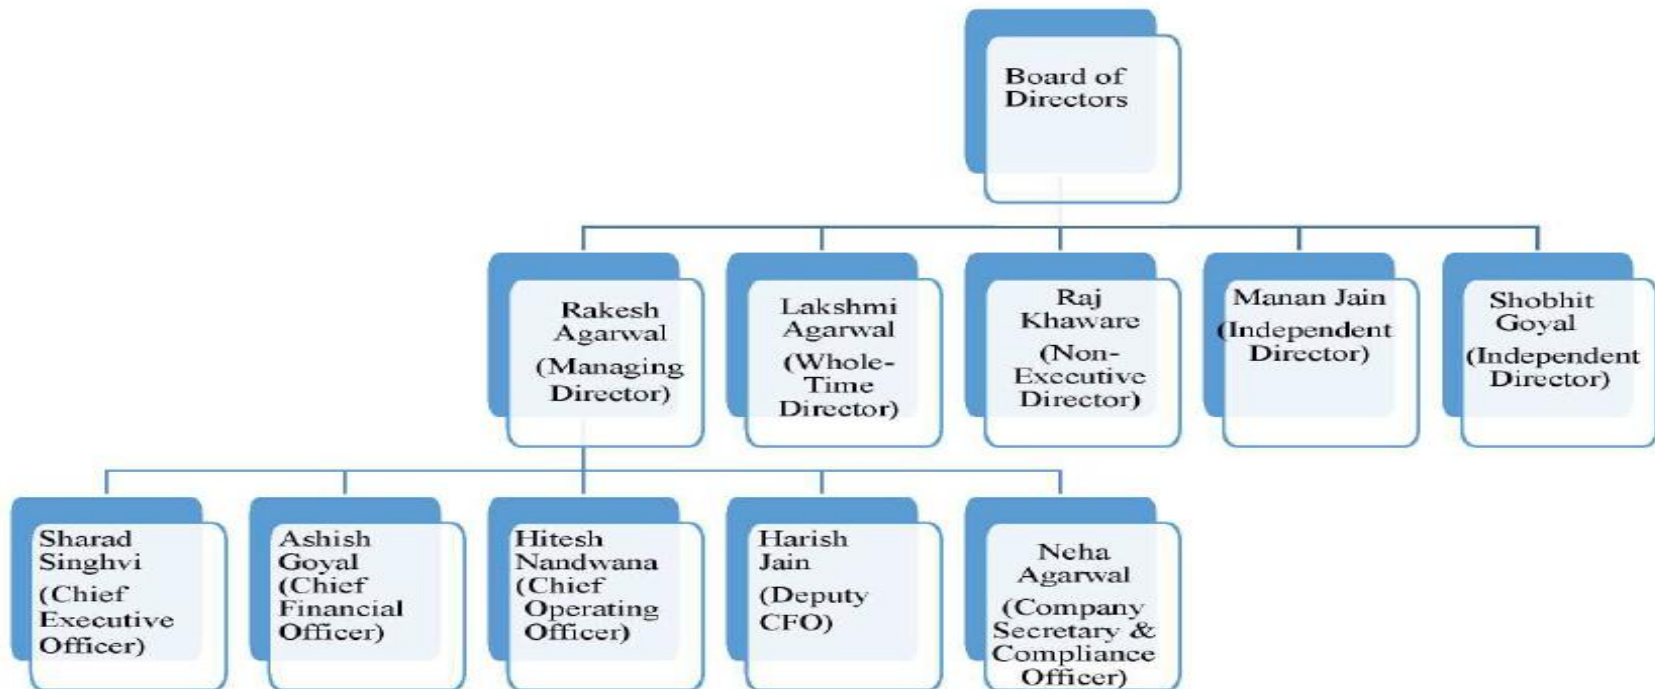 Board of
Directors
Rakesh
Agarwal
(Managing
Director)
Lakshmi
Agarwal
(Whole-
Time
Director)
Raj
Khaware
(Non-
Executive
Director)
Manan Jain
(Independent
Director)
Shobhit
Goyal
(Independent
Director)
Sharad
Singhvi
(Chief
Executive
Officer)
Ashish
Goyal
(Chief
Financial
Officer)
Hitesh
Nandwana
(Chief
Operating
Officer)
Harish
Jain
(Deputy
CFO)
Neha
Agarwal
(Company
Secretary &
Compliance
Officer)